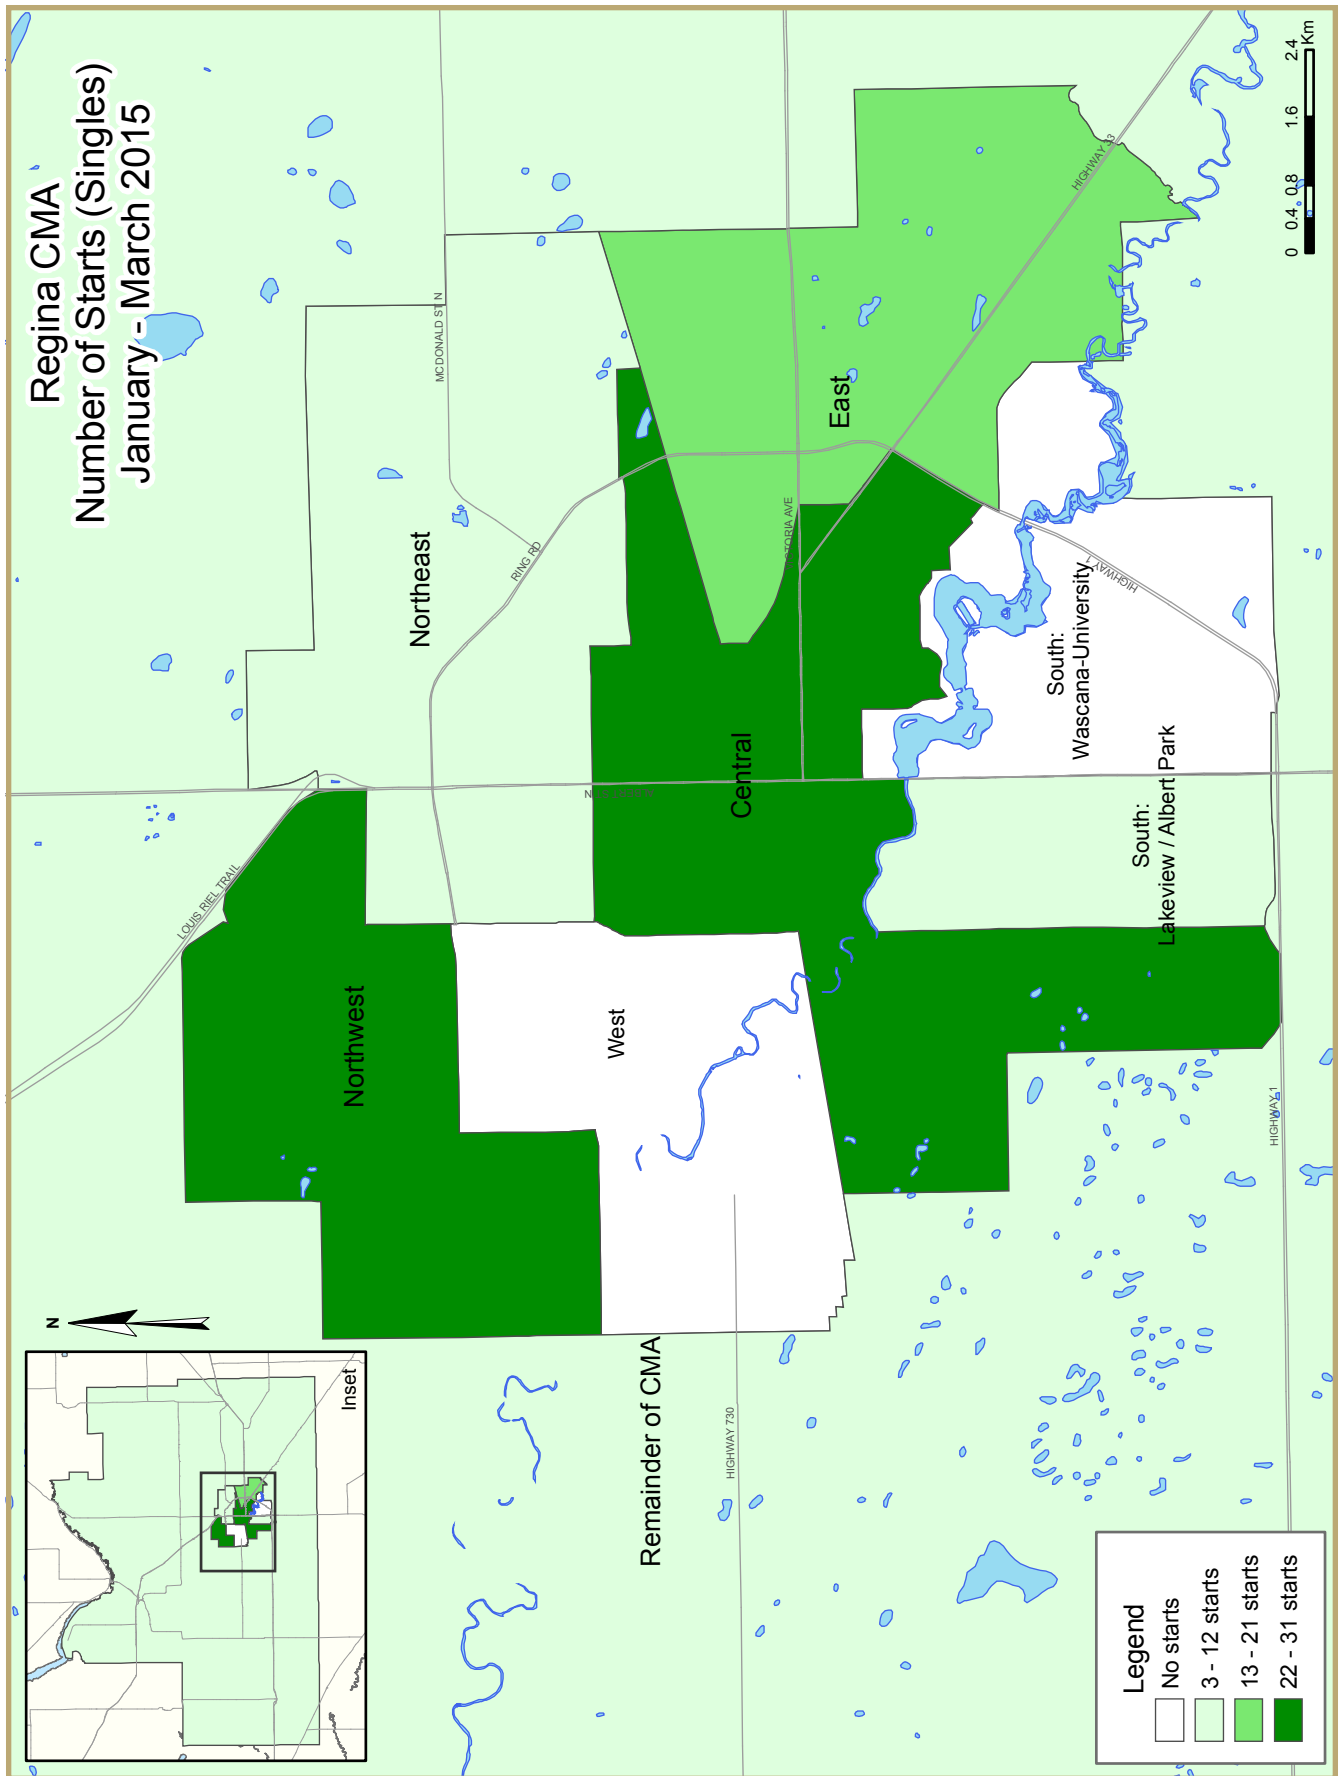 Regina CMA
Number of Starts (Singles)
January - March 2015
N
Inset
LOUIS RIEL TRAIL
MCDONALD ST N
RING RD
Northeast
Northwest
West
Central
East
VICTORIA AVE
HIGHWAY 33
HIGHWAY 1
South:
Wascana-University
South:
Lakeview / Albert Park
Remainder of CMA
HIGHWAY 730
HIGHWAY 1
Legend
No starts
3 - 12 starts
13 - 21 starts
22 - 31 starts
0 0.4 0.8 1.6 2.4
Km